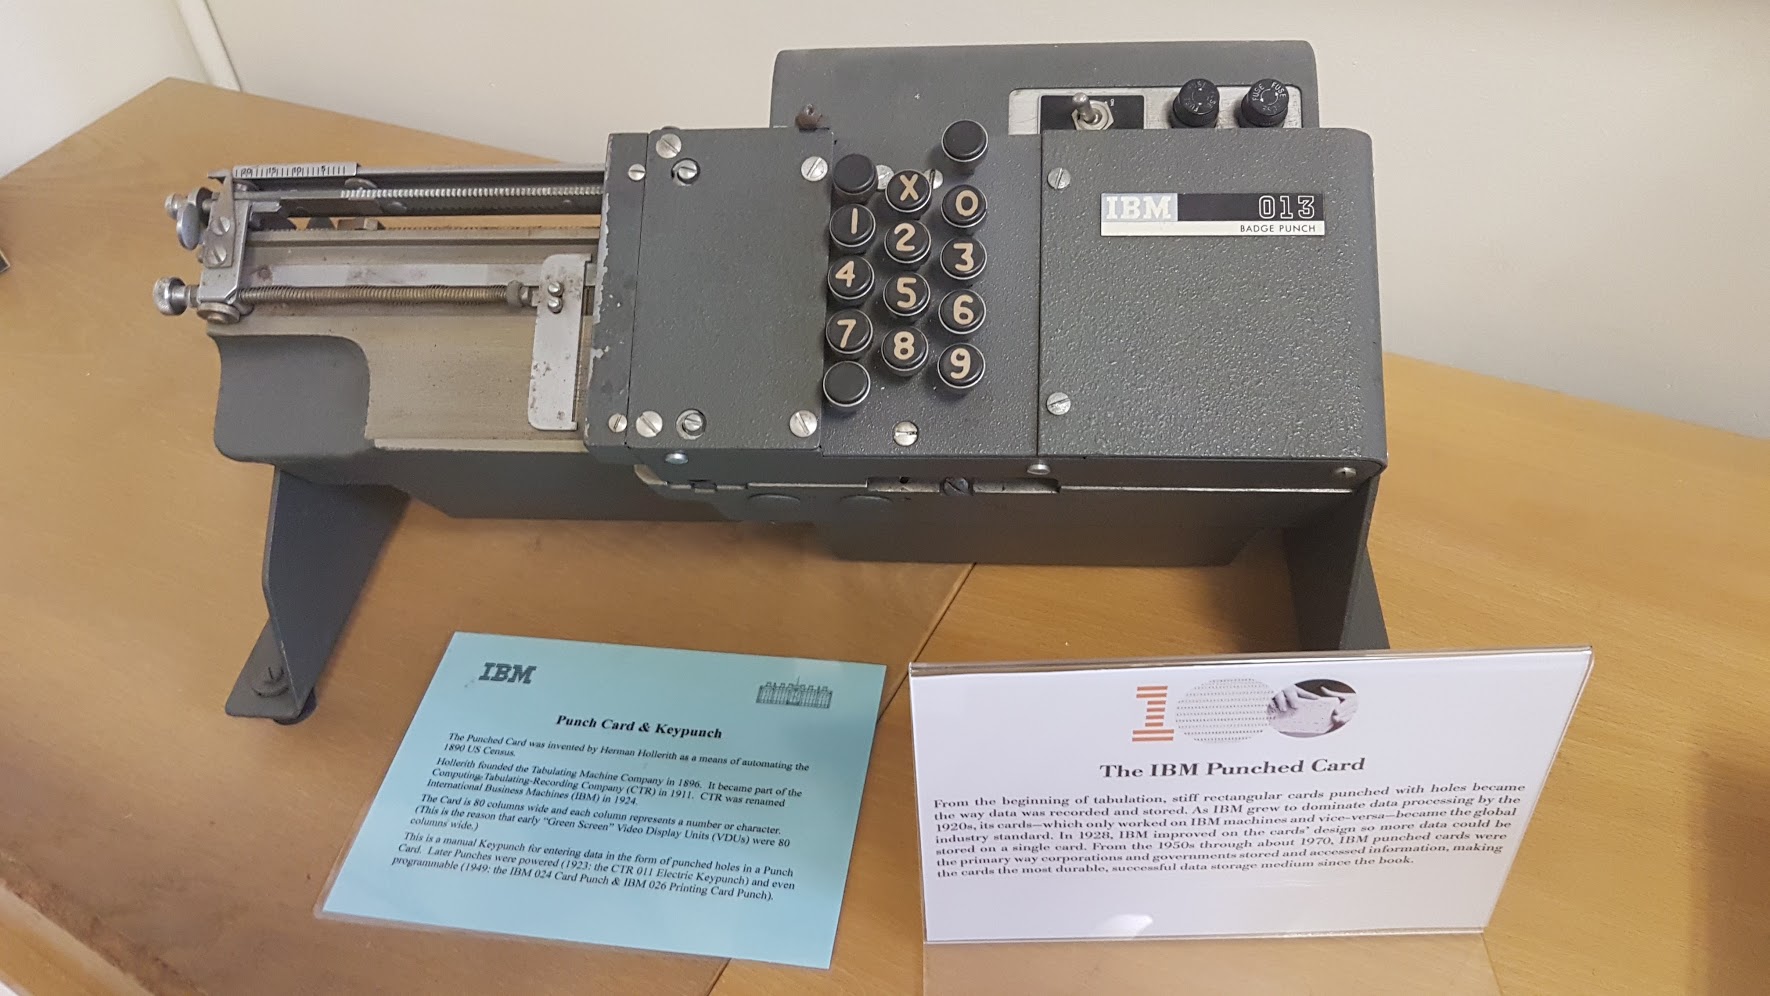 20 15 10 5
FUSE
FUSE
IBM 013
BADGE PUNCH
X 0
1 2 3
4 5 6
7 8 9
IBM
Punch Card & Keypunch
The Punched Card was invented by Herman Hollerith as a means of automating the
1890 US Census.
Hollerith founded the Tabulating Machine Company in 1896. It became part of the
Computing-Tabulating-Recording Company (CTR) in 1911. CTR was renamed
International Business Machines (IBM) in 1924.
The Card is 80 columns wide and each column represents a number or character.
(This is the reason that early “Green Screen” Video Display Units (VDUs) were 80
columns wide.)
This is a manual Keypunch for entering data in the form of punched holes in a Punch
Card. Later Punches were powered (1923: the CTR 011 Electric Keypunch) and even
programmable (1949: the IBM 024 Card Punch & IBM 026 Printing Card Punch).
100
The IBM Punched Card
From the beginning of tabulation, stiff rectangular cards punched with holes became
the way data was recorded and stored. As IBM grew to dominate data processing by the
1920s, its cards—which only worked on IBM machines and vice-versa—became the global
industry standard. In 1928, IBM improved on the cards’ design so more data could be
stored on a single card. From the 1950s through about 1970, IBM punched cards were
the primary way corporations and governments stored and accessed information, making
the cards the most durable, successful data storage medium since the book.